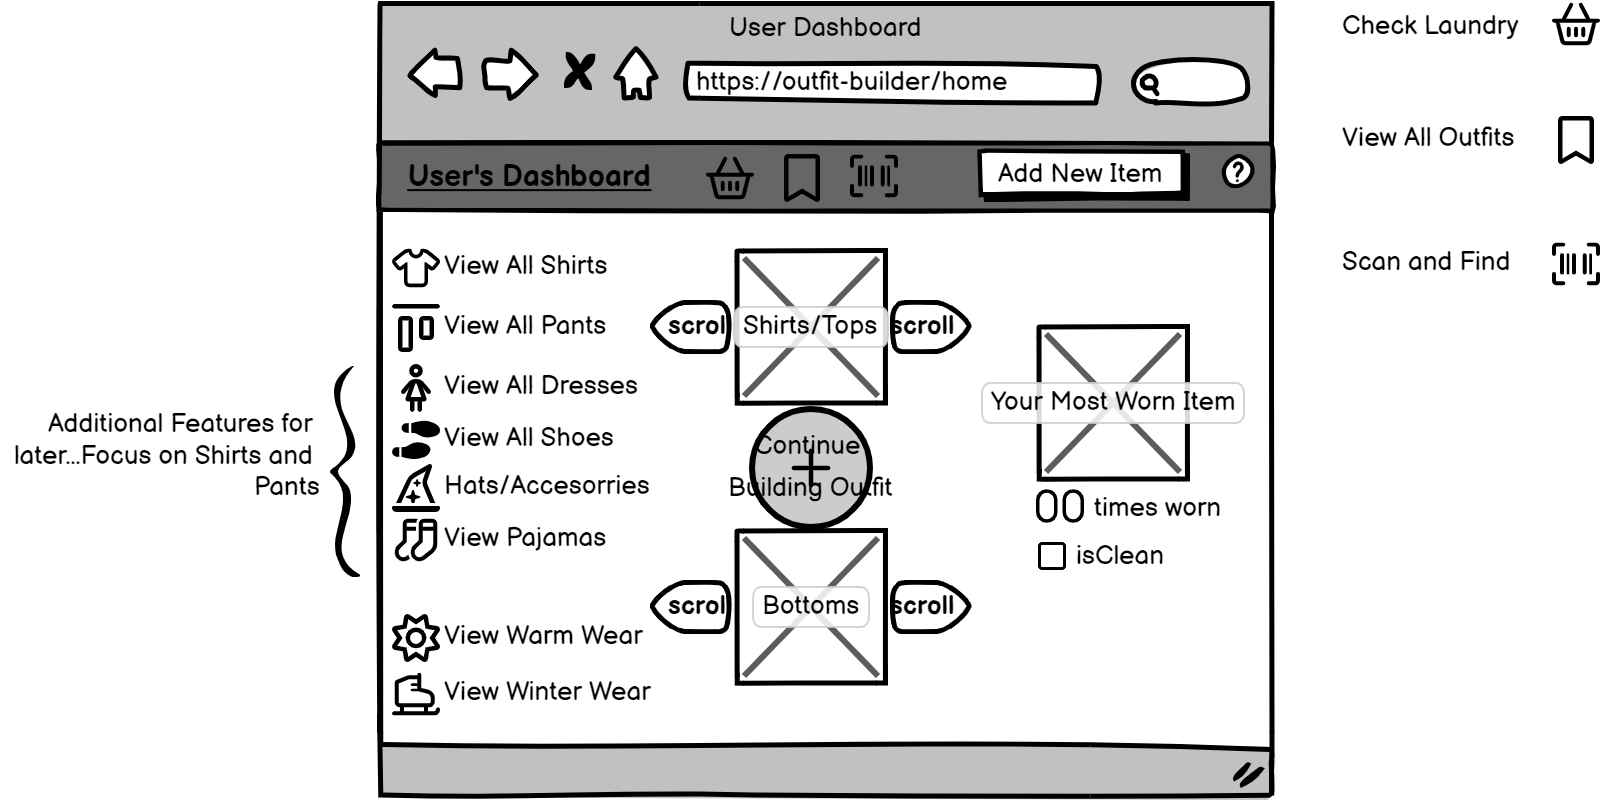 User Dashboard
https://outfit-builder/home
User's Dashboard
Add New Item
?
Check Laundry
View All Outfits
Scan and Find
View All Shirts
View All Pants
View All Dresses
View All Shoes
Hats/Accesorries
View Pajamas
View Warm Wear
View Winter Wear
Additional Features for
later...Focus on Shirts and
Pants
scrol
Shirts/Tops
scroll
Continue
Building Outfit
scrol
Bottoms
scroll
Your Most Worn Item
00 times worn
isClean